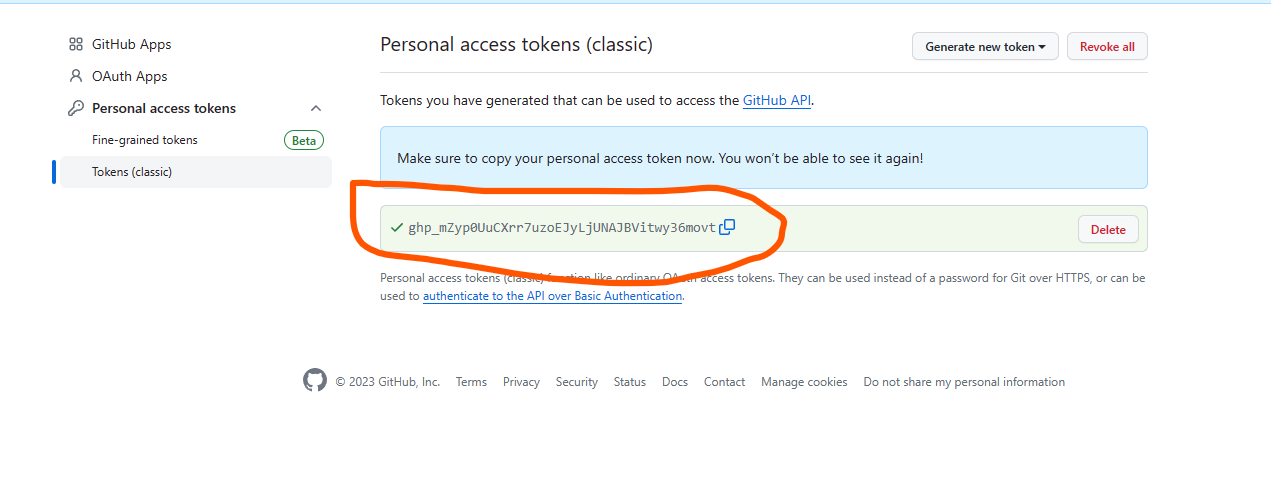 GitHub Apps
OAuth Apps
Personal access tokens
Fine-grained tokens Beta
Tokens (classic)
Personal access tokens (classic)
Generate new token
Revoke all
Tokens you have generated that can be used to access the GitHub API.
Make sure to copy your personal access token now. You won't be able to see it again!
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
Delete
Personal access tokens (classic) function like ordinary OAuth access tokens. They can be used instead of a password for Git over HTTPS, or can be
used to authenticate to the API over Basic Authentication.
© 2023 GitHub, Inc. Terms Privacy Security Status Docs Contact Manage cookies Do not share my personal information